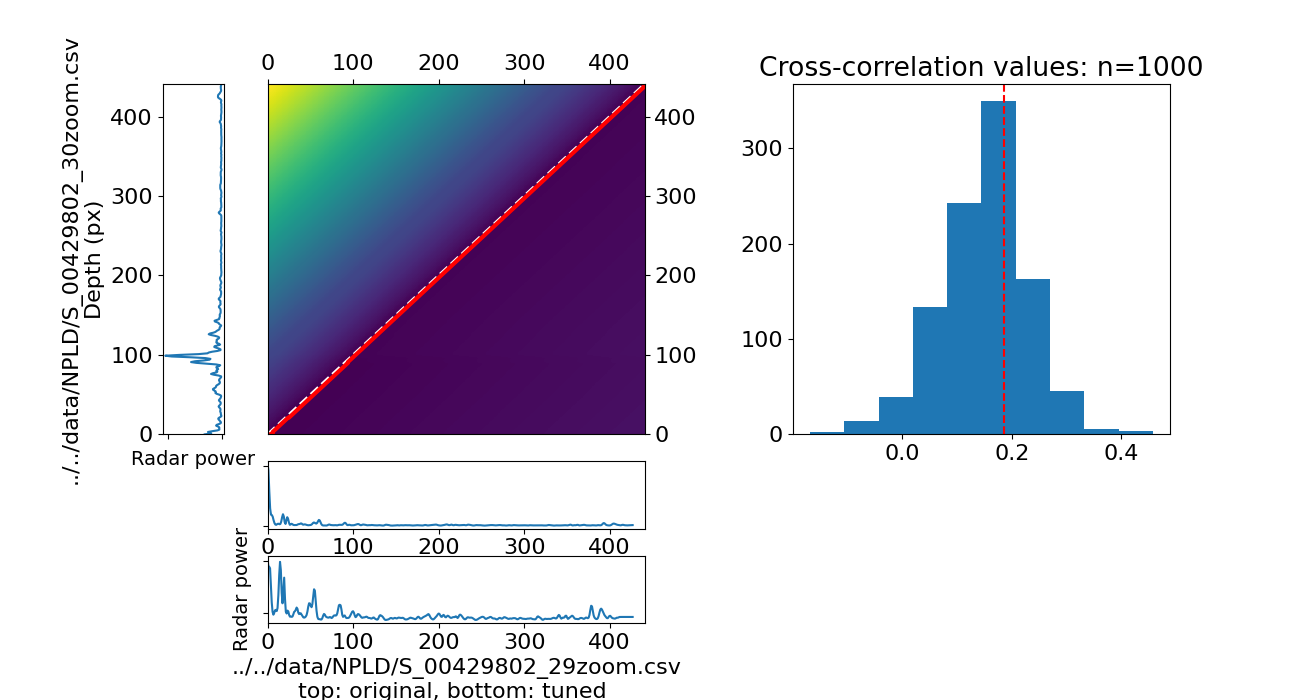 0 100 200 300 400
Cross-correlation values: n=1000
../../data/NPLD/S_00429802_30zoom.csv
Depth (px)
400
300
200
100
0
Radar power
400
300
200
100
0
300
200
100
0
0.0 0.2 0.4
0 100 200 300 400
Radar power
0 100 200 300 400
../../data/NPLD/S_00429802_29zoom.csv
top: original, bottom: tuned